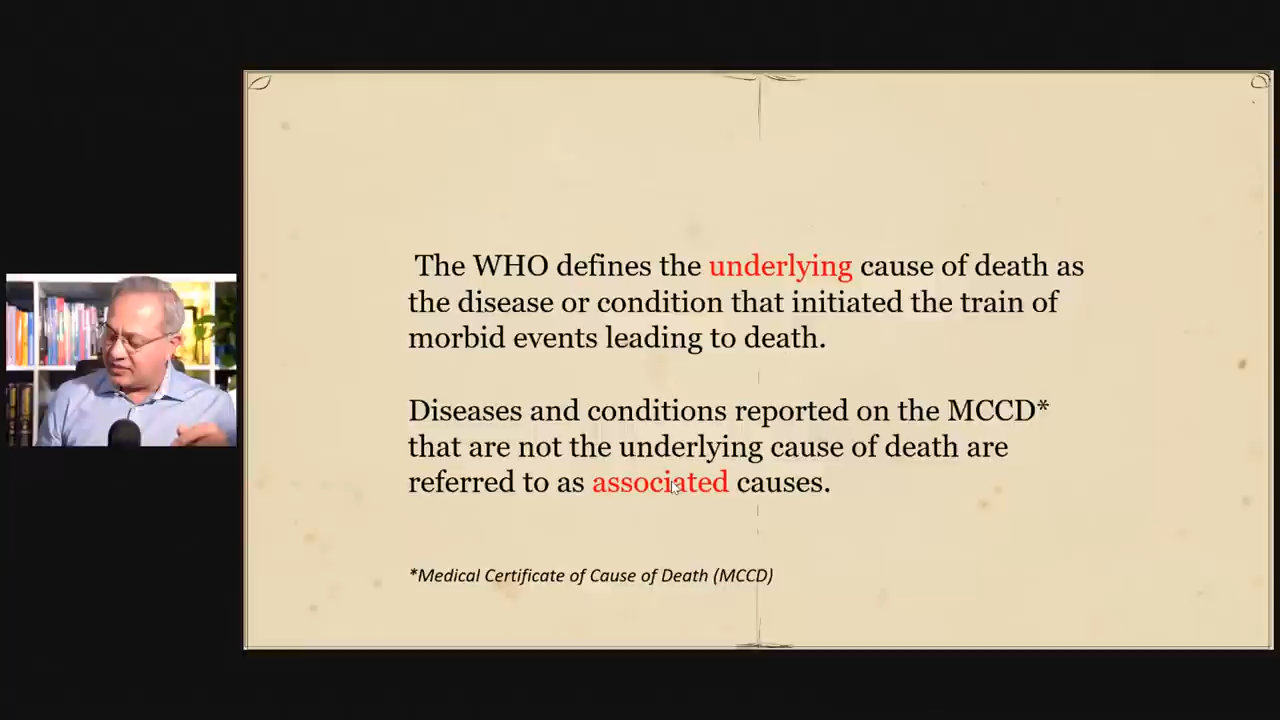 The WHO defines the underlying cause of death as
the disease or condition that initiated the train of
morbid events leading to death.
Diseases and conditions reported on the MCCD*
that are not the underlying cause of death are
referred to as associated causes.
*Medical Certificate of Cause of Death (MCCD)